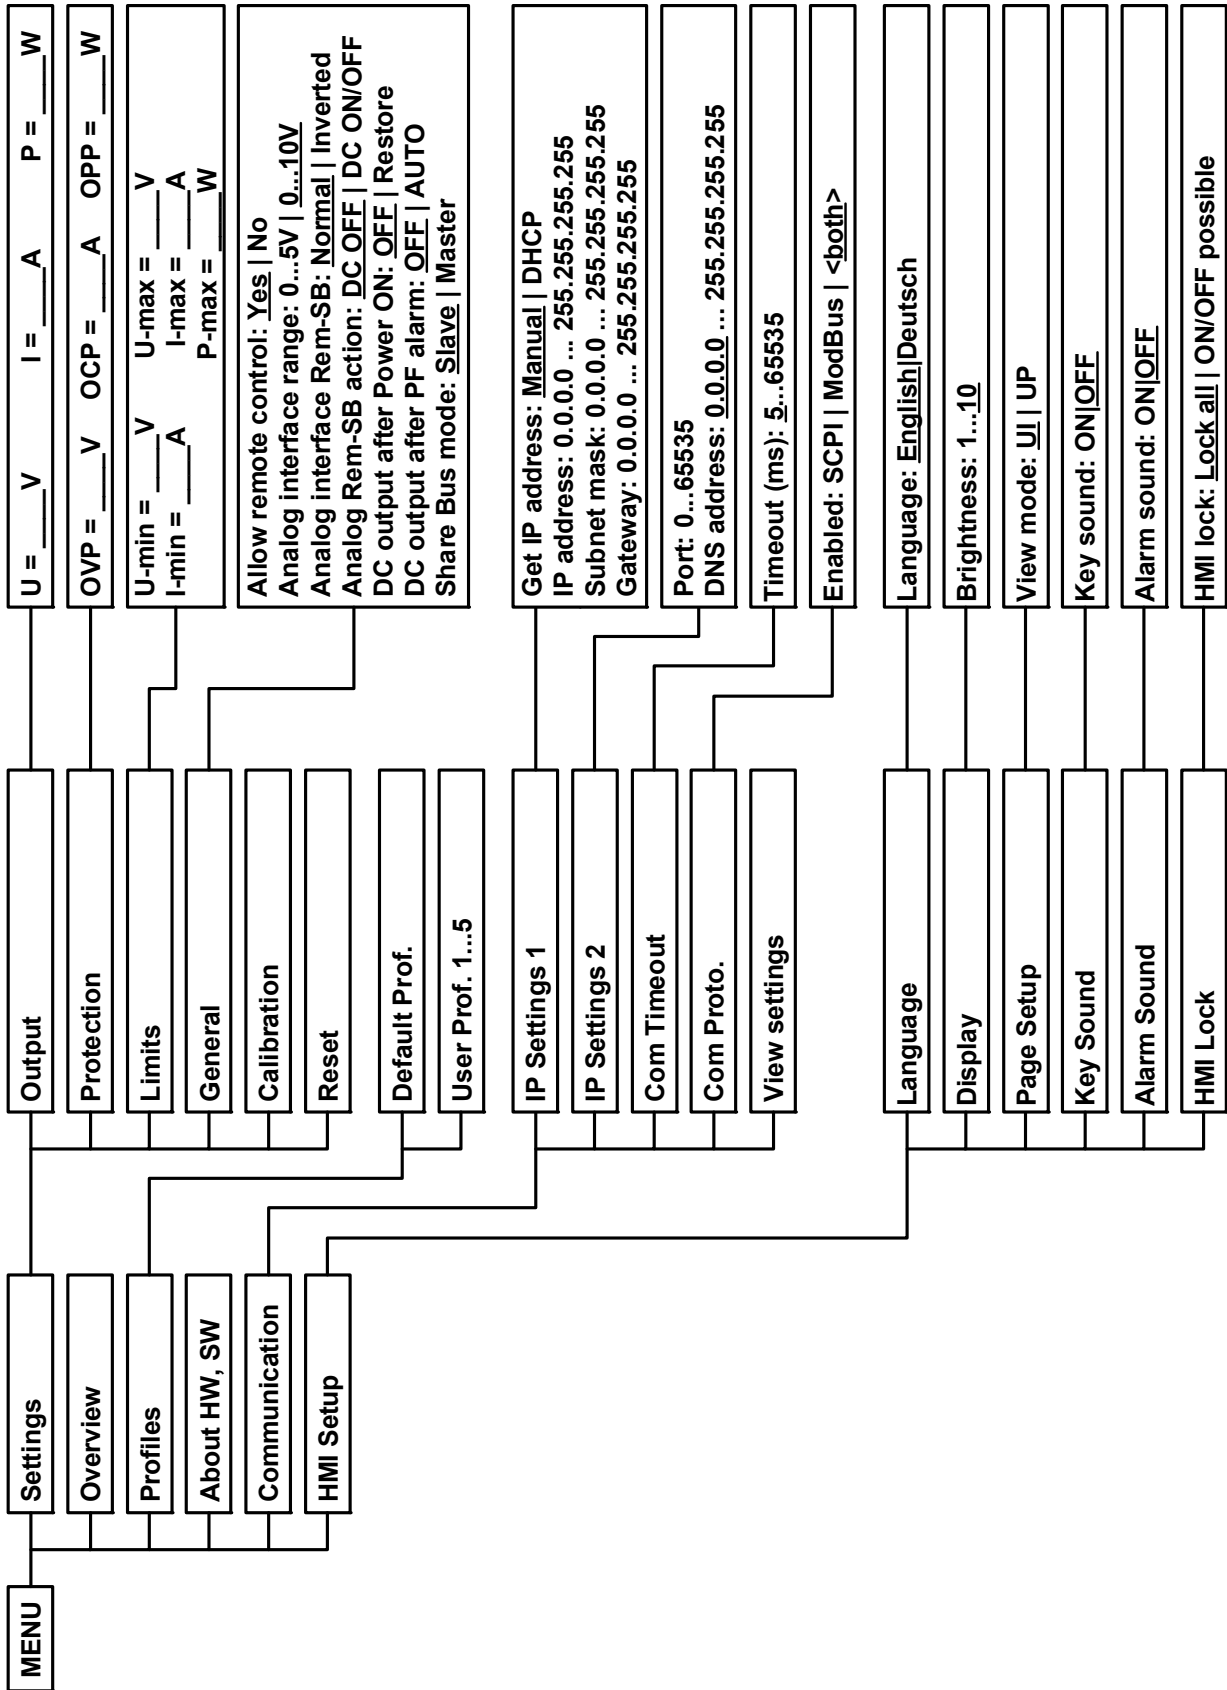 MENU
Settings
Overview
Profiles
About HW, SW
Communication
HMI Setup
Output
Protection
Limits
General
Calibration
Reset
Default Prof.
User Prof. 1...5
IP Settings 1
IP Settings 2
Com Timeout
Com Proto.
View settings
Language
Display
Page Setup
Key Sound
Alarm Sound
HMI Lock
U = ___V I = ___A P = ___W
OVP = ___V OCP = ___A OPP = ___W
U-min = ___V U-max = ___V
I-min = ___A I-max = ___A
P-max = ___W
Allow remote control: Yes | No
Analog interface range: 0...5V | 0...10V
Analog interface Rem-SB: Normal | Inverted
Analog Rem-SB action: DC OFF | DC ON/OFF
DC output after Power ON: OFF | Restore
DC output after PF alarm: OFF | AUTO
Share Bus mode: Slave | Master
Get IP address: Manual | DHCP
IP address: 0.0.0.0 ... 255.255.255.255
Subnet mask: 0.0.0.0 ... 255.255.255.255
Gateway: 0.0.0.0 ... 255.255.255.255
Port: 0...65535
DNS address: 0.0.0.0 ... 255.255.255.255
Timeout (ms): 5...65535
Enabled: SCPI | ModBus | <both>
Language: English|Deutsch
Brightness: 1...10
View mode: UI | UP
Key sound: ON|OFF
Alarm sound: ON|OFF
HMI lock: Lock all | ON/OFF possible